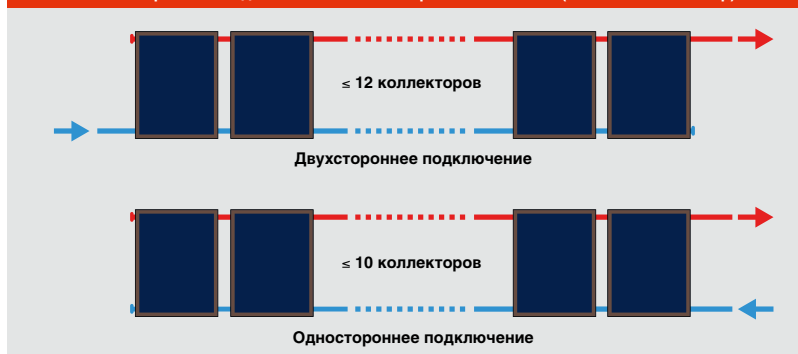 ≤ 12 коллекторов
Двухстороннее подключение
≤ 10 коллекторов
Одностороннее подключение